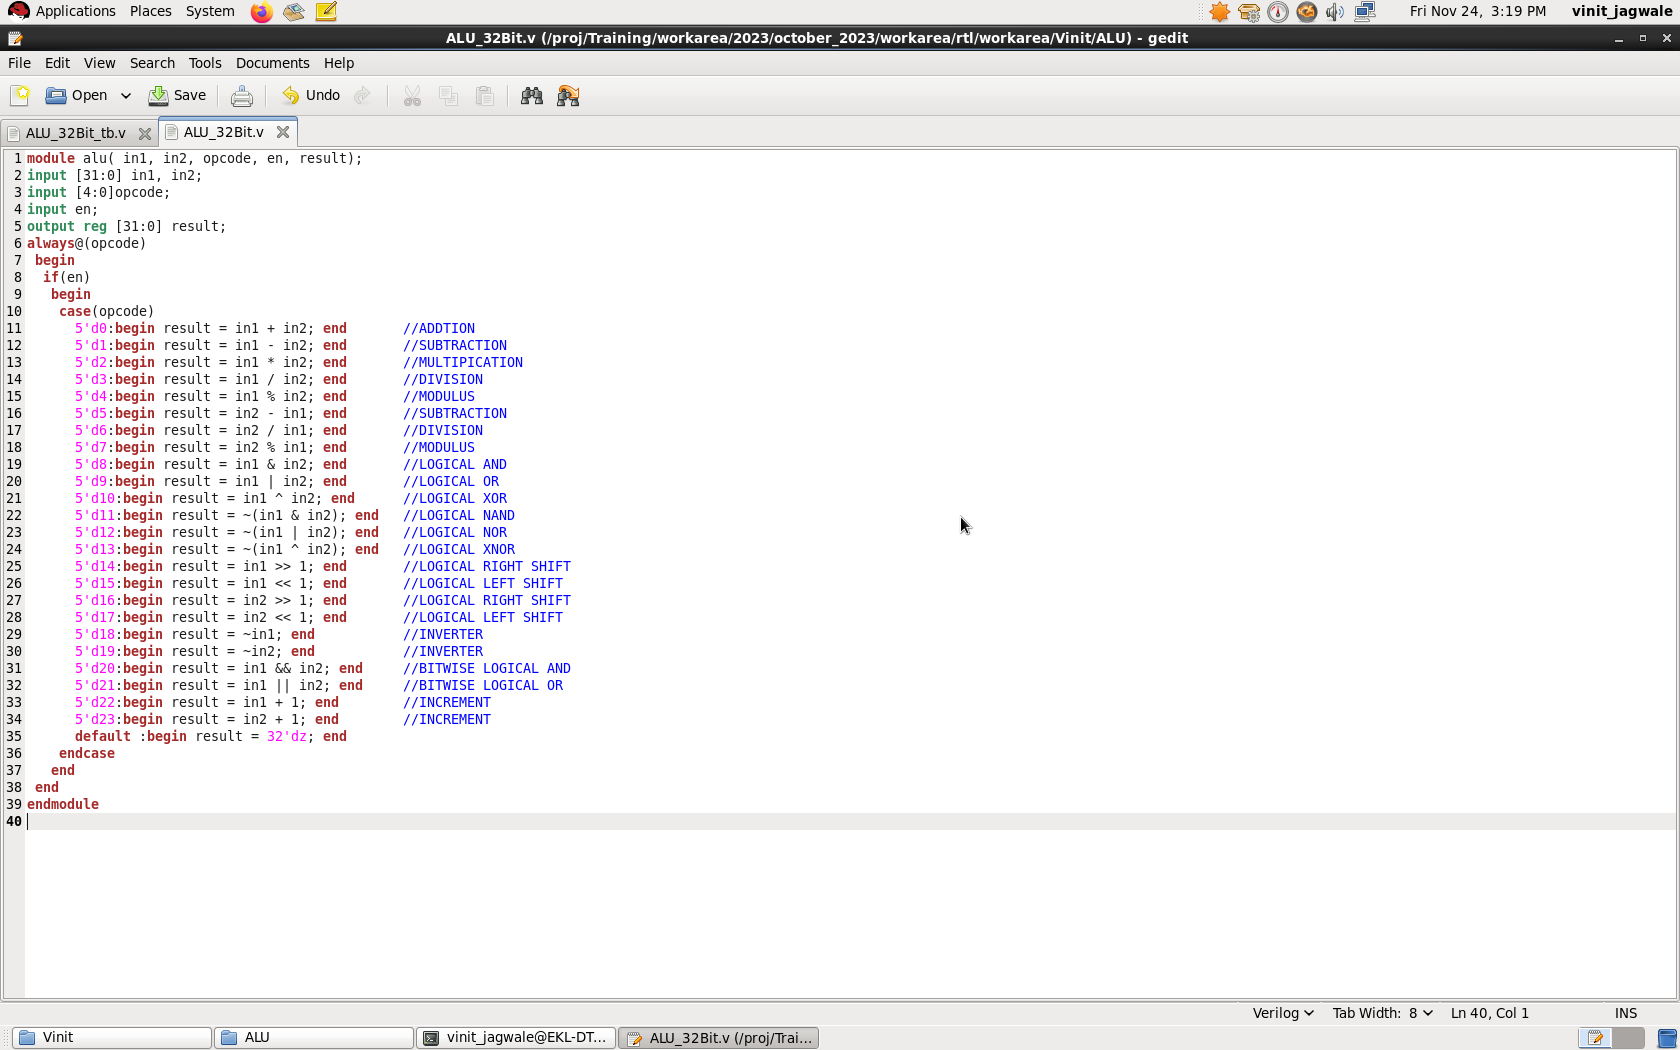 Applications Places System Fri Nov 24, 3:19 PM vinit_jagwale
ALU_32Bit.v (/proj/Training/workarea/2023/october_2023/workarea/rtl/workarea/Vinit/ALU) - gedit
File Edit View Search Tools Documents Help
Open Save Undo
ALU_32Bit_tb.v ALU_32Bit.v
1 module alu( in1, in2, opcode, en, result);
2 input [31:0] in1, in2;
3 input [4:0]opcode;
4 input en;
5 output reg [31:0] result;
6 always@(opcode)
7 begin
8 if(en)
9 begin
10 case(opcode)
11 5'd0:begin result = in1 + in2; end //ADDTION
12 5'd1:begin result = in1 - in2; end //SUBTRACTION
13 5'd2:begin result = in1 * in2; end //MULTIPICATION
14 5'd3:begin result = in1 / in2; end //DIVISION
15 5'd4:begin result = in1 % in2; end //MODULUS
16 5'd5:begin result = in2 - in1; end //SUBTRACTION
17 5'd6:begin result = in2 / in1; end //DIVISION
18 5'd7:begin result = in2 % in1; end //MODULUS
19 5'd8:begin result = in1 & in2; end //LOGICAL AND
20 5'd9:begin result = in1 | in2; end //LOGICAL OR
21 5'd10:begin result = in1 ^ in2; end //LOGICAL XOR
22 5'd11:begin result = ~(in1 & in2); end //LOGICAL NAND
23 5'd12:begin result = ~(in1 | in2); end //LOGICAL NOR
24 5'd13:begin result = ~(in1 ^ in2); end //LOGICAL XNOR
25 5'd14:begin result = in1 >> 1; end //LOGICAL RIGHT SHIFT
26 5'd15:begin result = in1 << 1; end //LOGICAL LEFT SHIFT
27 5'd16:begin result = in2 >> 1; end //LOGICAL RIGHT SHIFT
28 5'd17:begin result = in2 << 1; end //LOGICAL LEFT SHIFT
29 5'd18:begin result = ~in1; end //INVERTER
30 5'd19:begin result = ~in2; end //INVERTER
31 5'd20:begin result = in1 && in2; end //BITWISE LOGICAL AND
32 5'd21:begin result = in1 || in2; end //BITWISE LOGICAL OR
33 5'd22:begin result = in1 + 1; end //INCREMENT
34 5'd23:begin result = in2 + 1; end //INCREMENT
35 default :begin result = 32'dz; end
36 endcase
37 end
38 end
39 endmodule
40
Verilog Tab Width: 8 Ln 40, Col 1 INS
Vinit ALU vinit_jagwale@EKL-DT... ALU_32Bit.v (/proj/Trai...